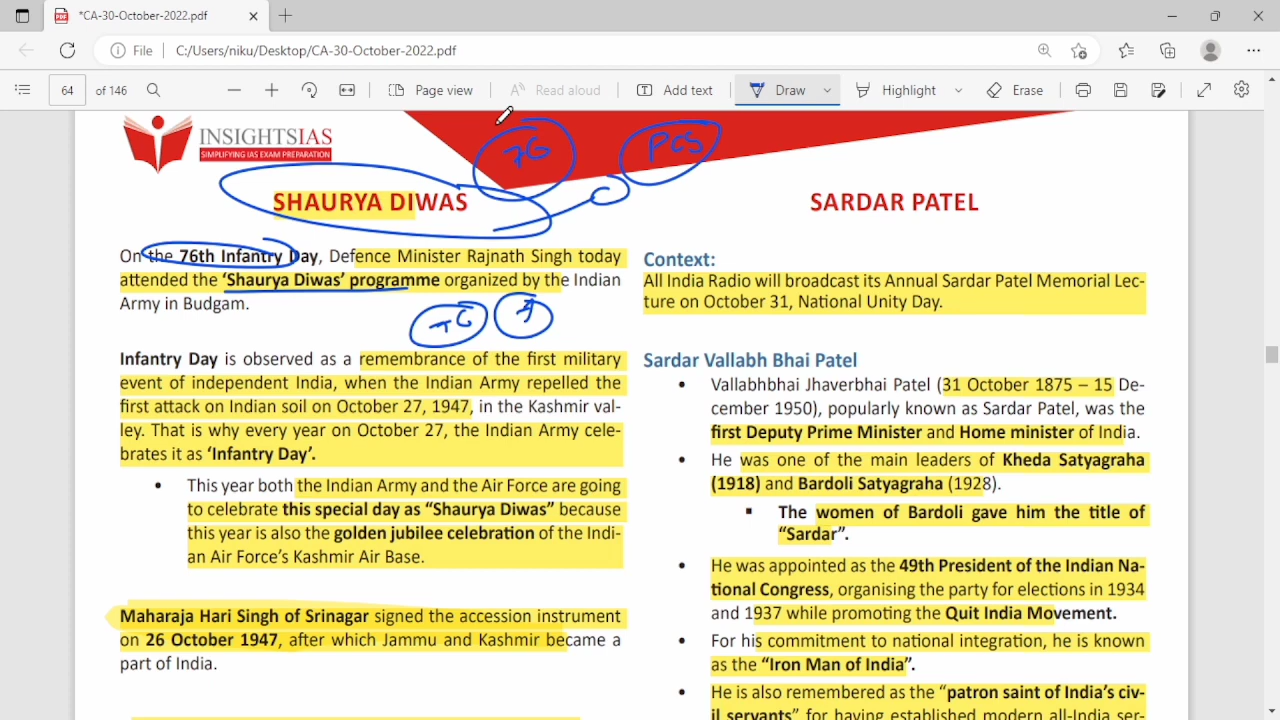 *CA-30-October-2022.pdf
File
C:/Users/niku/Desktop/CA-30-October-2022.pdf
64 of 146
Page view
Read aloud
Add text
Draw
Highlight
Erase
INSIGHTSIAS
SIMPLIFYING IAS EXAM PREPARATION
76
PCS
SHAURYA DIWAS
On the 76th Infantry Day, Defence Minister Rajnath Singh today
attended the ‘Shaurya Diwas’ programme organized by the Indian
Army in Budgam.
Infantry Day is observed as a remembrance of the first military
event of independent India, when the Indian Army repelled the
first attack on Indian soil on October 27, 1947, in the Kashmir val-
ley. That is why every year on October 27, the Indian Army cele-
brates it as ‘Infantry Day’.
• This year both the Indian Army and the Air Force are going
to celebrate this special day as “Shaurya Diwas” because
this year is also the golden jubilee celebration of the Indi-
an Air Force’s Kashmir Air Base.
Maharaja Hari Singh of Srinagar signed the accession instrument
on 26 October 1947, after which Jammu and Kashmir became a
part of India.
SARDAR PATEL
Context:
All India Radio will broadcast its Annual Sardar Patel Memorial Lec-
ture on October 31, National Unity Day.
Sardar Vallabh Bhai Patel
• Vallabhbhai Jhaverbhai Patel (31 October 1875 – 15 De-
cember 1950), popularly known as Sardar Patel, was the
first Deputy Prime Minister and Home minister of India.
• He was one of the main leaders of Kheda Satyagraha
(1918) and Bardoli Satyagraha (1928).
▪ The women of Bardoli gave him the title of
“Sardar”.
• He was appointed as the 49th President of the Indian Na-
tional Congress, organising the party for elections in 1934
and 1937 while promoting the Quit India Movement.
• For his commitment to national integration, he is known
as the “Iron Man of India”.
• He is also remembered as the “patron saint of India’s civ-
il servants” for having established modern all-India ser-